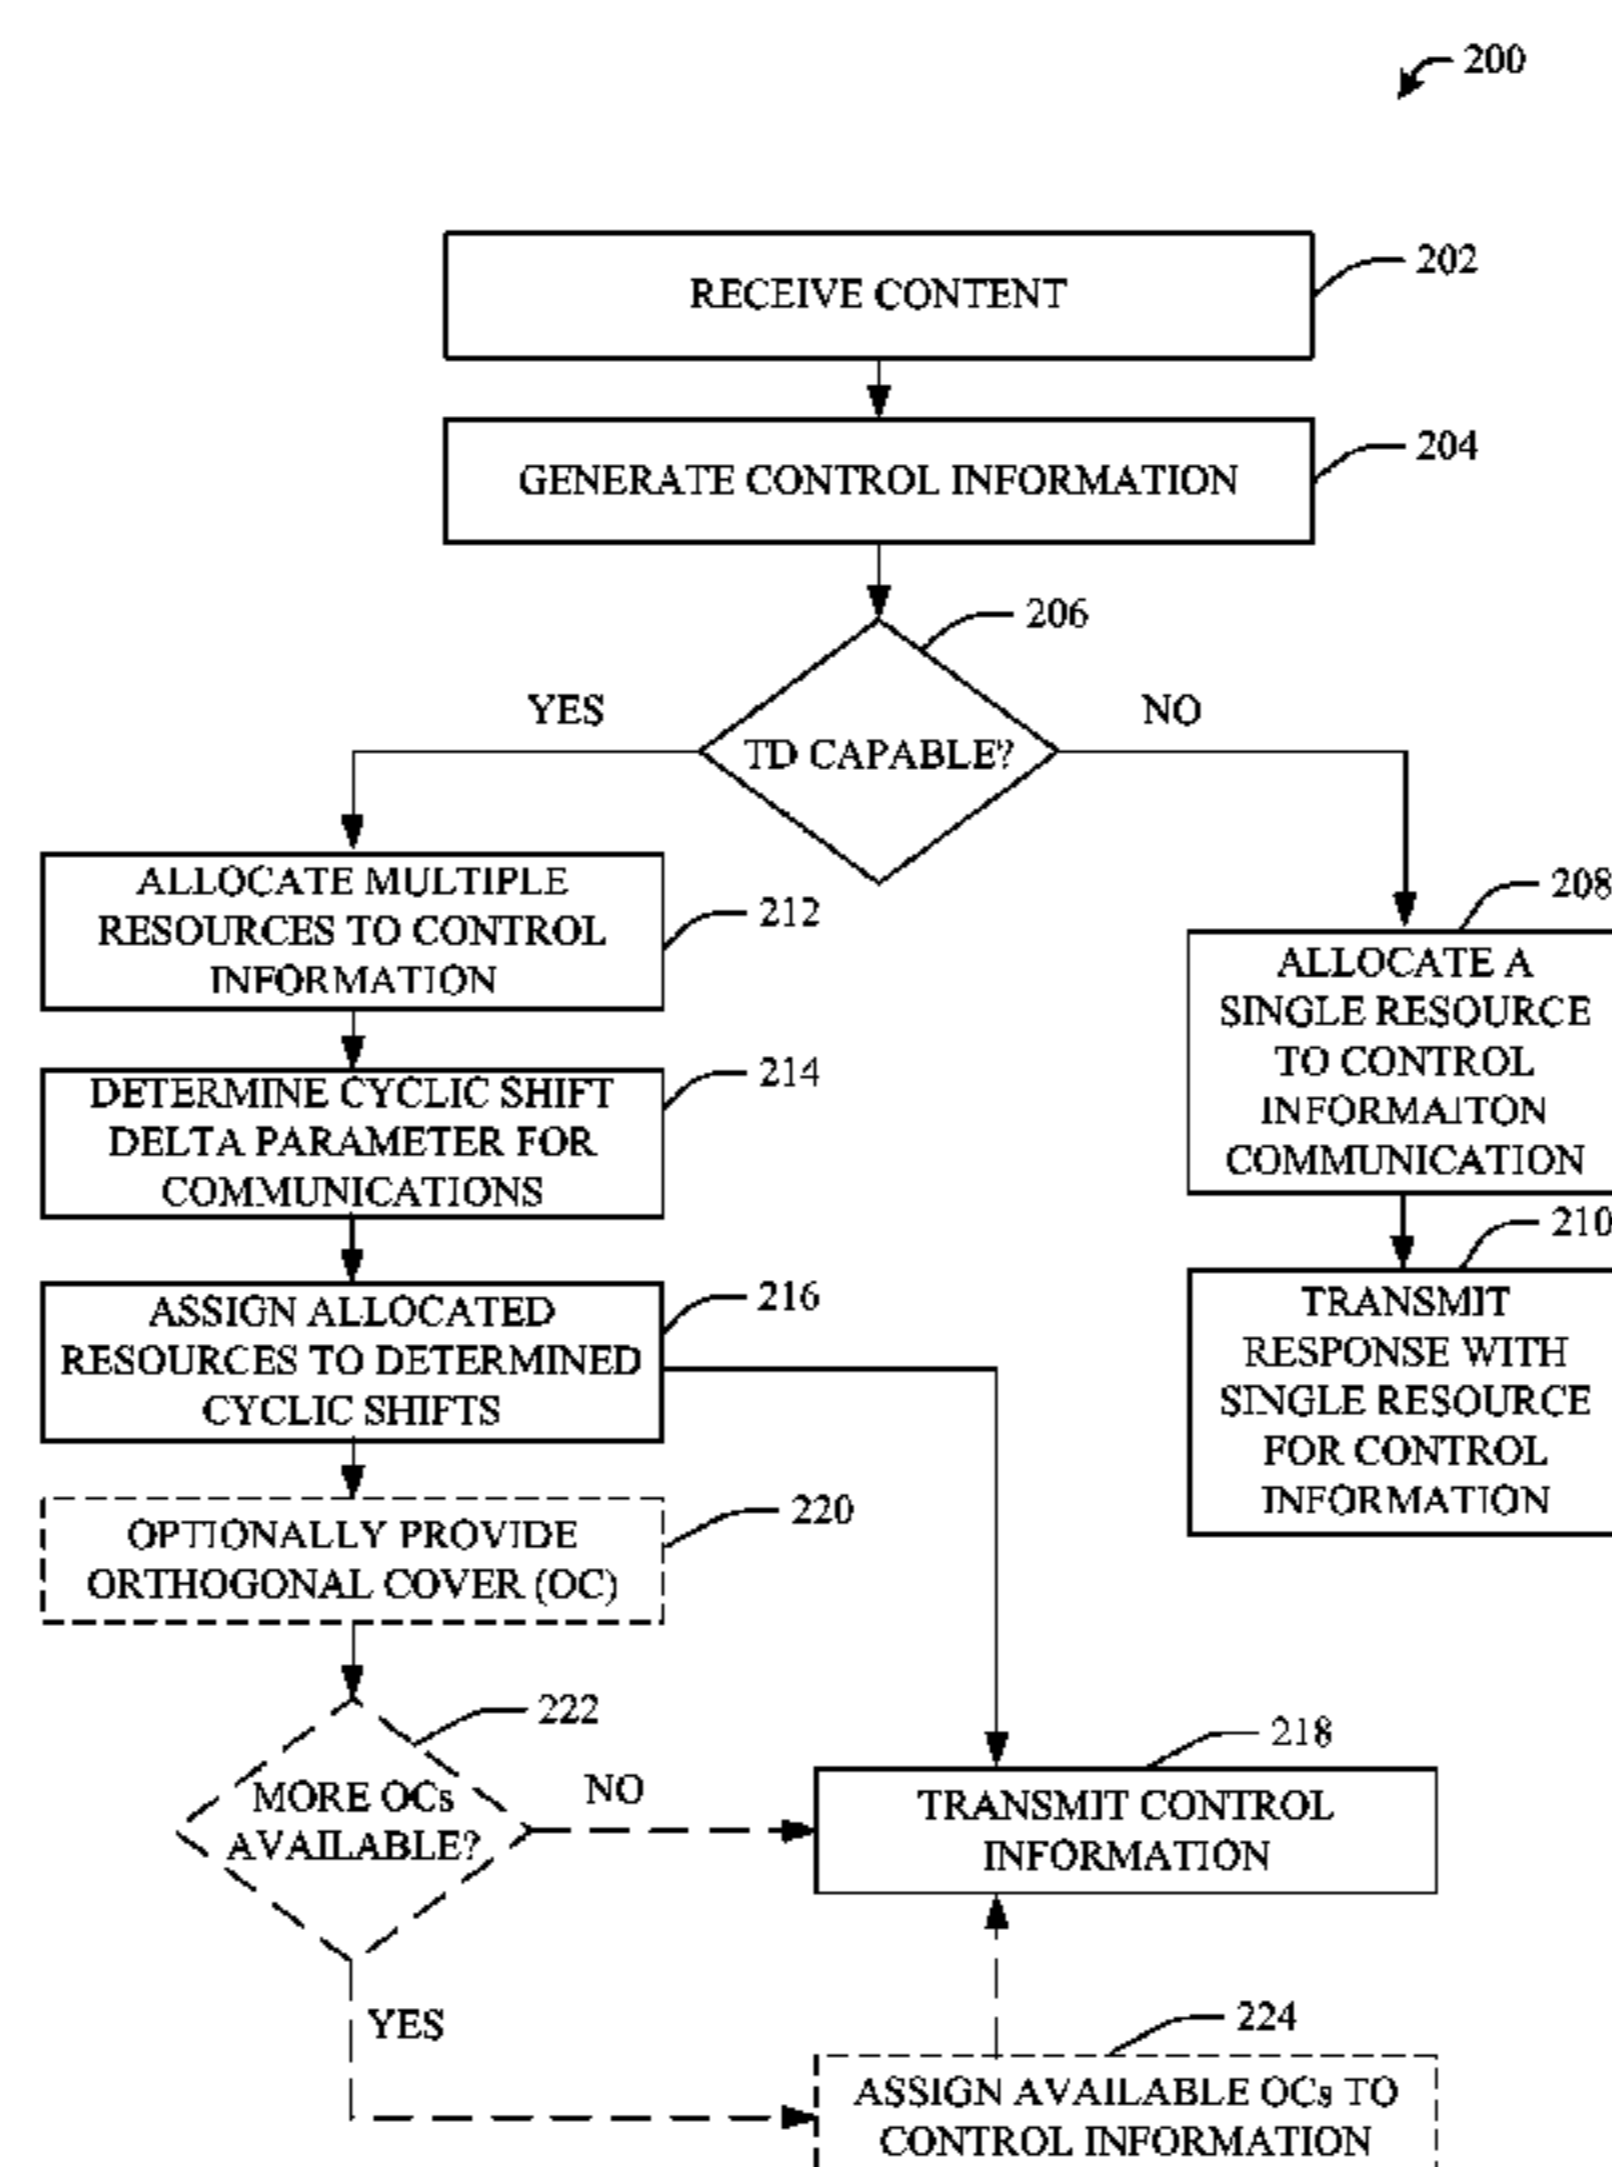 200
RECEIVE CONTENT
202
GENERATE CONTROL INFORMATION
204
206
YES
NO
TD CAPABLE?
ALLOCATE MULTIPLE
RESOURCES TO CONTROL
INFORMATION
212
208
ALLOCATE A
SINGLE RESOURCE
TO CONTROL
INFORMAITON
COMMUNICATION
DETERMINE CYCLIC SHIFT
DELTA PARAMETER FOR
COMMUNICATIONS
214
210
TRANSMIT
RESPONSE WITH
SINGLE RESOURCE
FOR CONTROL
INFORMATION
ASSIGN ALLOCATED
RESOURCES TO DETERMINED
CYCLIC SHIFTS
216
OPTIONALLY PROVIDE
ORTHOGONAL COVER (OC)
220
222
MORE OCs
AVAILABLE?
NO
218
TRANSMIT CONTROL
INFORMATION
YES
224
ASSIGN AVAILABLE OCs TO
CONTROL INFORMATION